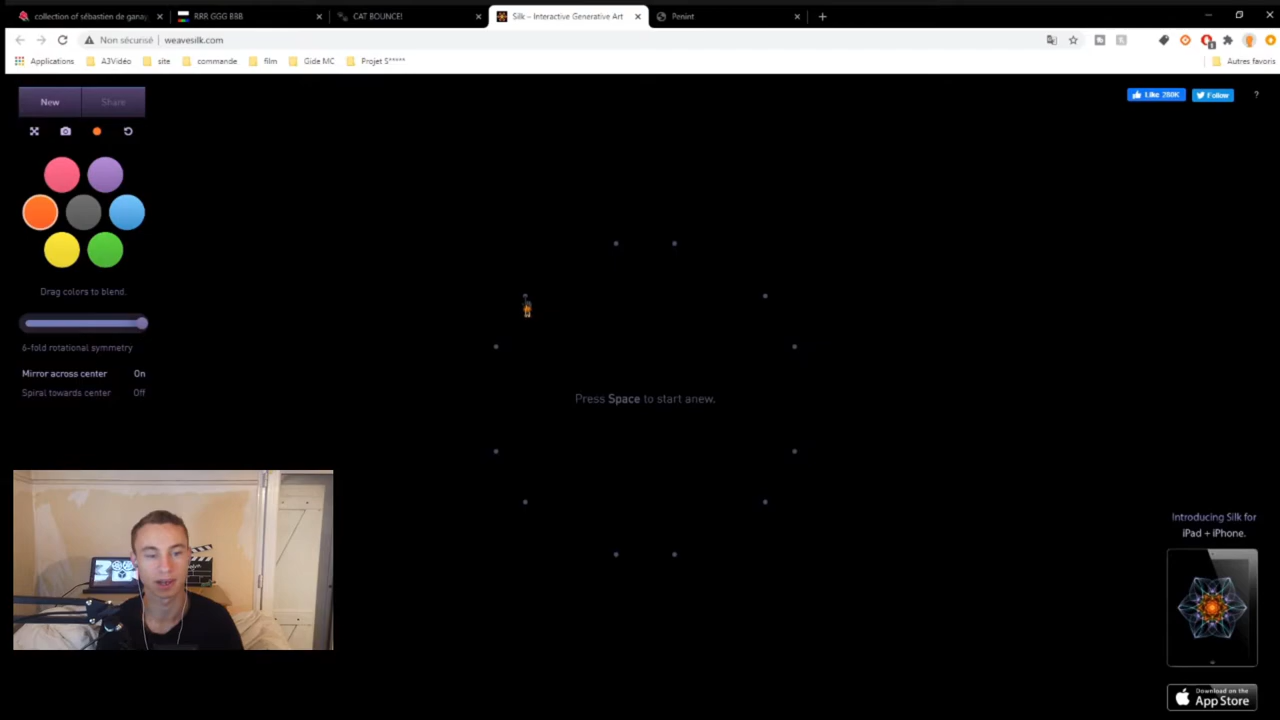 collection of sébastien de ganay
RRR GGG BBB
CAT BOUNCE!
Silk – Interactive Generative Art
Penint
Non sécurisé
weavesilk.com
Applications
A3Vidéo
site
commande
film
Gide MC
Projet S*****
Autres favoris
New
Share
Like 280K
Follow
?
Drag colors to blend.
6-fold rotational symmetry
Mirror across center On
Spiral towards center Off
Press Space to start anew.
Introducing Silk for
iPad + iPhone.
Download on the
App Store